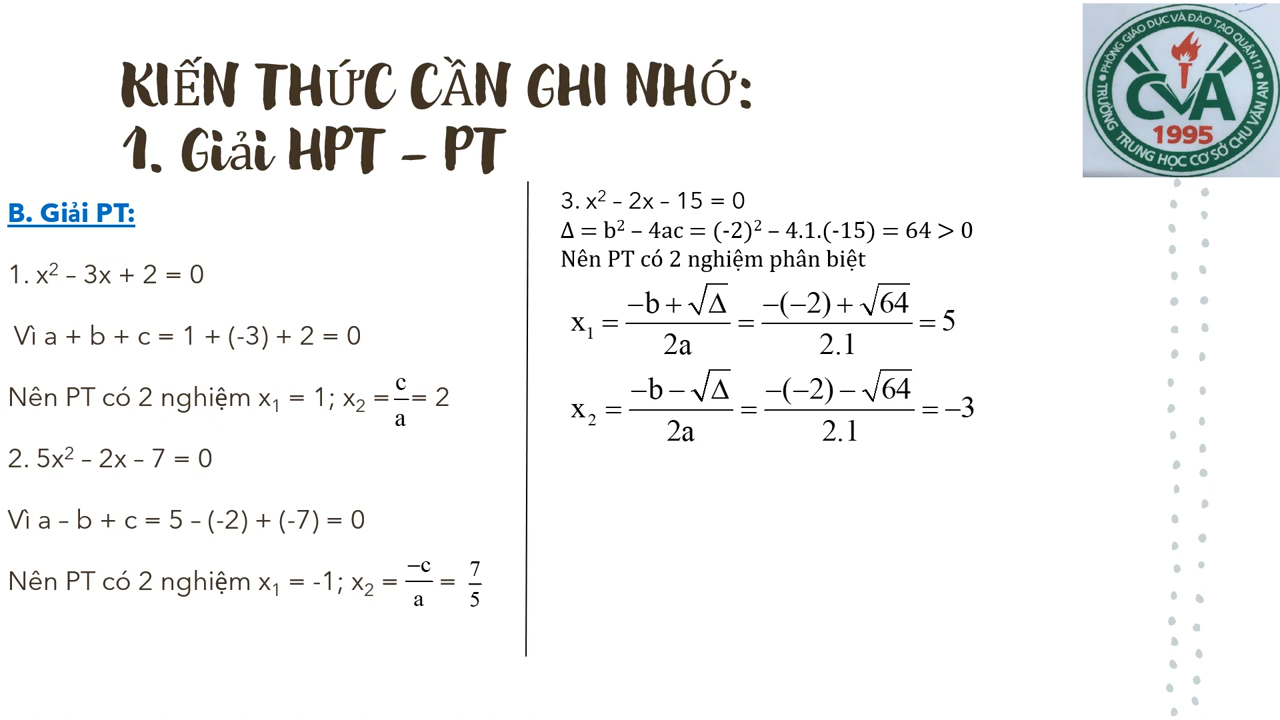 KIẾN THỨC CẦN GHI NHỚ:
1. Giải HPT – PT
B. Giải PT:
1. x² – 3x + 2 = 0
Vì a + b + c = 1 + (-3) + 2 = 0
Nên PT có 2 nghiệm x₁ = 1; x₂ = c/a = 2
2. 5x² – 2x – 7 = 0
Vì a – b + c = 5 – (-2) + (-7) = 0
Nên PT có 2 nghiệm x₁ = -1; x₂ = −c/a = 7/5
3. x² – 2x – 15 = 0
Δ = b² – 4ac = (-2)² – 4.1.(-15) = 64 > 0
Nên PT có 2 nghiệm phân biệt
x₁ = (−b + √Δ)/2a = (−(−2) + √64)/2.1 = 5
x₂ = (−b − √Δ)/2a = (−(−2) − √64)/2.1 = −3
PHÒNG GIÁO DỤC VÀ ĐÀO TẠO QUẬN 11
CVA
1995
TRƯỜNG TRUNG HỌC CƠ SỞ CHU VĂN AN